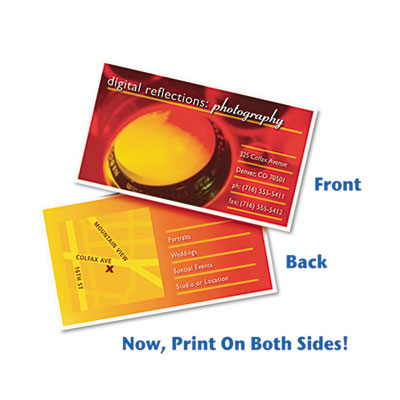 digital reflections: photography
325 Colfax Avenue
Denver, CO 70501
ph: (716) 555-5411
fax: (716) 555-5412
Front
MOUNTAIN VIEW
COLFAX AVE
X
16TH ST
Portraits
Weddings
Special Events
Studio or Location
Back
Now, Print On Both Sides!